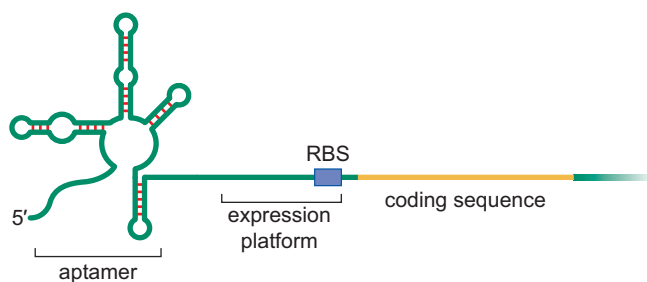 RBS
5′
expression
platform
coding sequence
aptamer